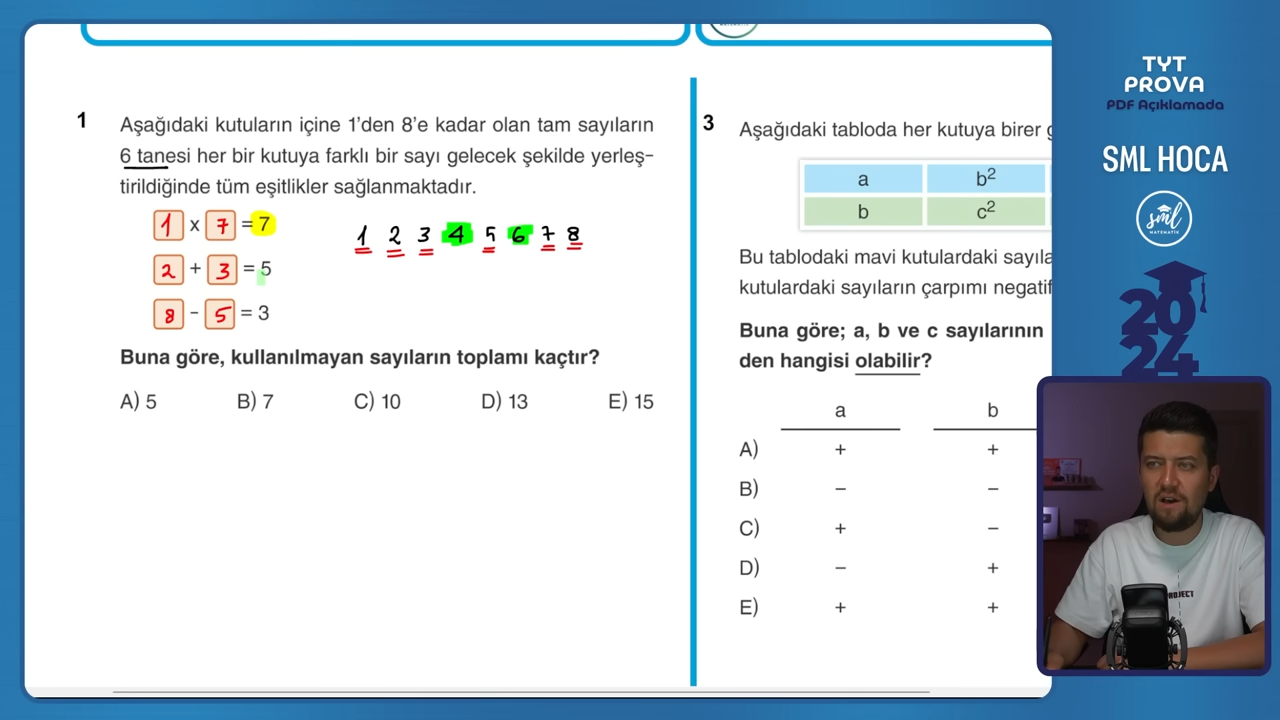 1
Aşağıdaki kutuların içine 1’den 8’e kadar olan tam sayıların
6 tanesi her bir kutuya farklı bir sayı gelecek şekilde yerleş-
tirildiğinde tüm eşitlikler sağlanmaktadır.
1 x 7 = 7
2 + 3 = 5
8 - 5 = 3
1 2 3 4 5 6 7 8
Buna göre, kullanılmayan sayıların toplamı kaçtır?
A) 5 B) 7 C) 10 D) 13 E) 15
3
Aşağıdaki tabloda her kutuya birer
a b²
b c²
Bu tablodaki mavi kutulardaki sayıla
kutulardaki sayıların çarpımı negatif
Buna göre; a, b ve c sayılarının
den hangisi olabilir?
a b
A) + +
B) − −
C) + −
D) − +
E) + +
TYT
PROVA
PDF Açıklamada
SML HOCA
sml
MATEMATİK
2024